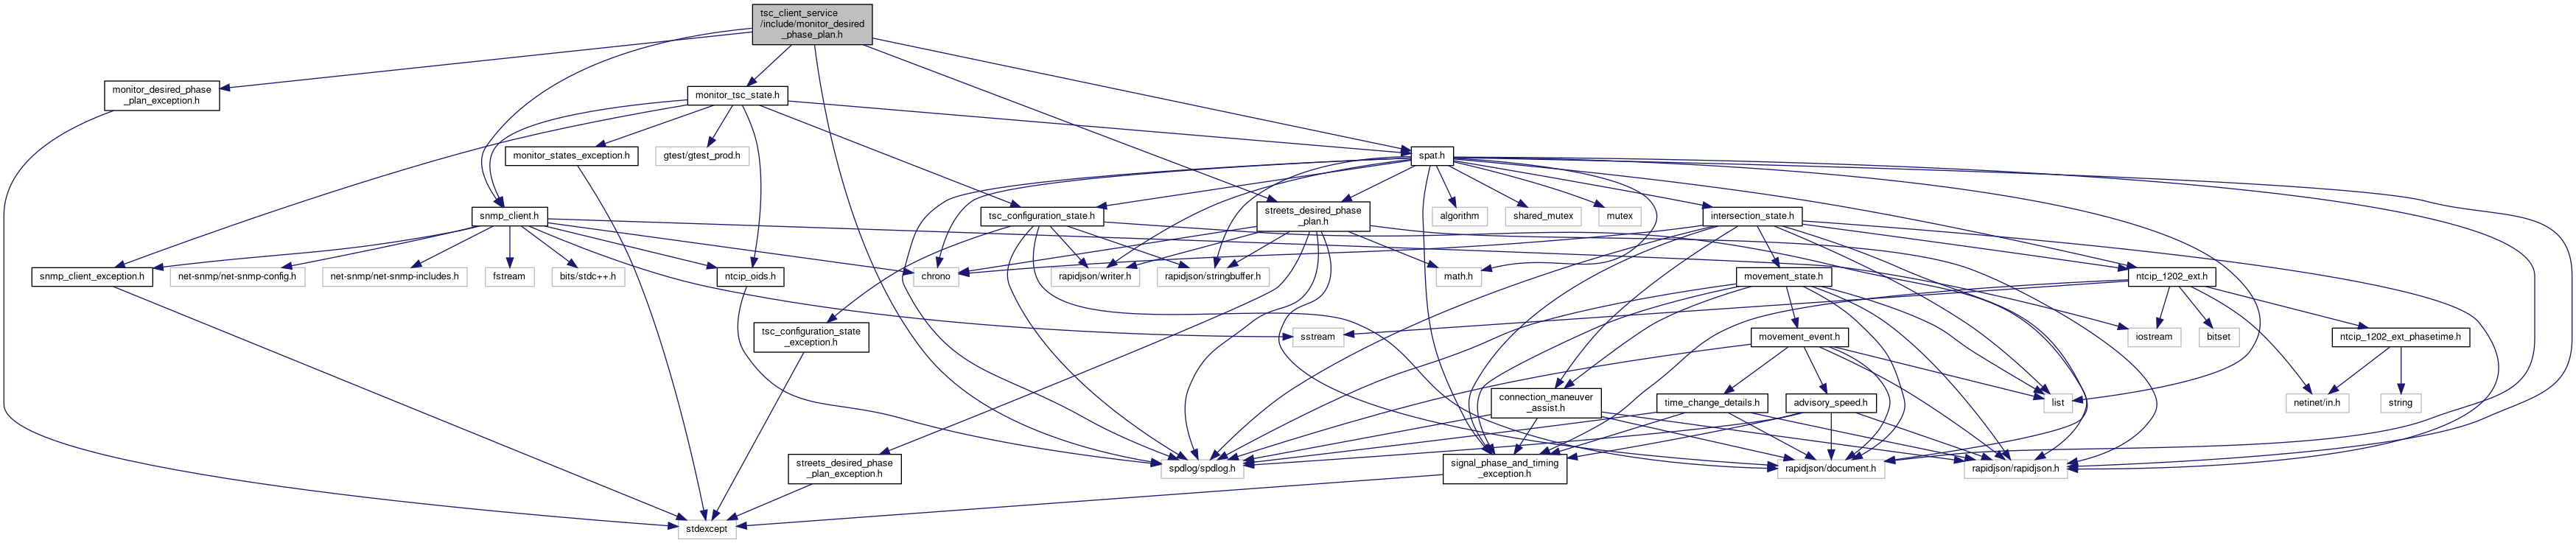 tsc_client_service
/include/monitor_desired
_phase_plan.h
monitor_desired_phase
_plan_exception.h
monitor_tsc_state.h
monitor_states_exception.h
gtest/gtest_prod.h
spat.h
snmp_client.h
tsc_configuration_state.h
streets_desired_phase
_plan.h
algorithm
shared_mutex
mutex
intersection_state.h
snmp_client_exception.h
net-snmp/net-snmp-config.h
net-snmp/net-snmp-includes.h
fstream
bits/stdc++.h
ntcip_oids.h
chrono
rapidjson/writer.h
rapidjson/stringbuffer.h
math.h
movement_state.h
ntcip_1202_ext.h
tsc_configuration_state
_exception.h
sstream
movement_event.h
iostream
bitset
ntcip_1202_ext_phasetime.h
connection_maneuver
_assist.h
time_change_details.h
advisory_speed.h
list
netinet/in.h
string
streets_desired_phase
_plan_exception.h
spdlog/spdlog.h
signal_phase_and_timing
_exception.h
rapidjson/document.h
rapidjson/rapidjson.h
stdexcept